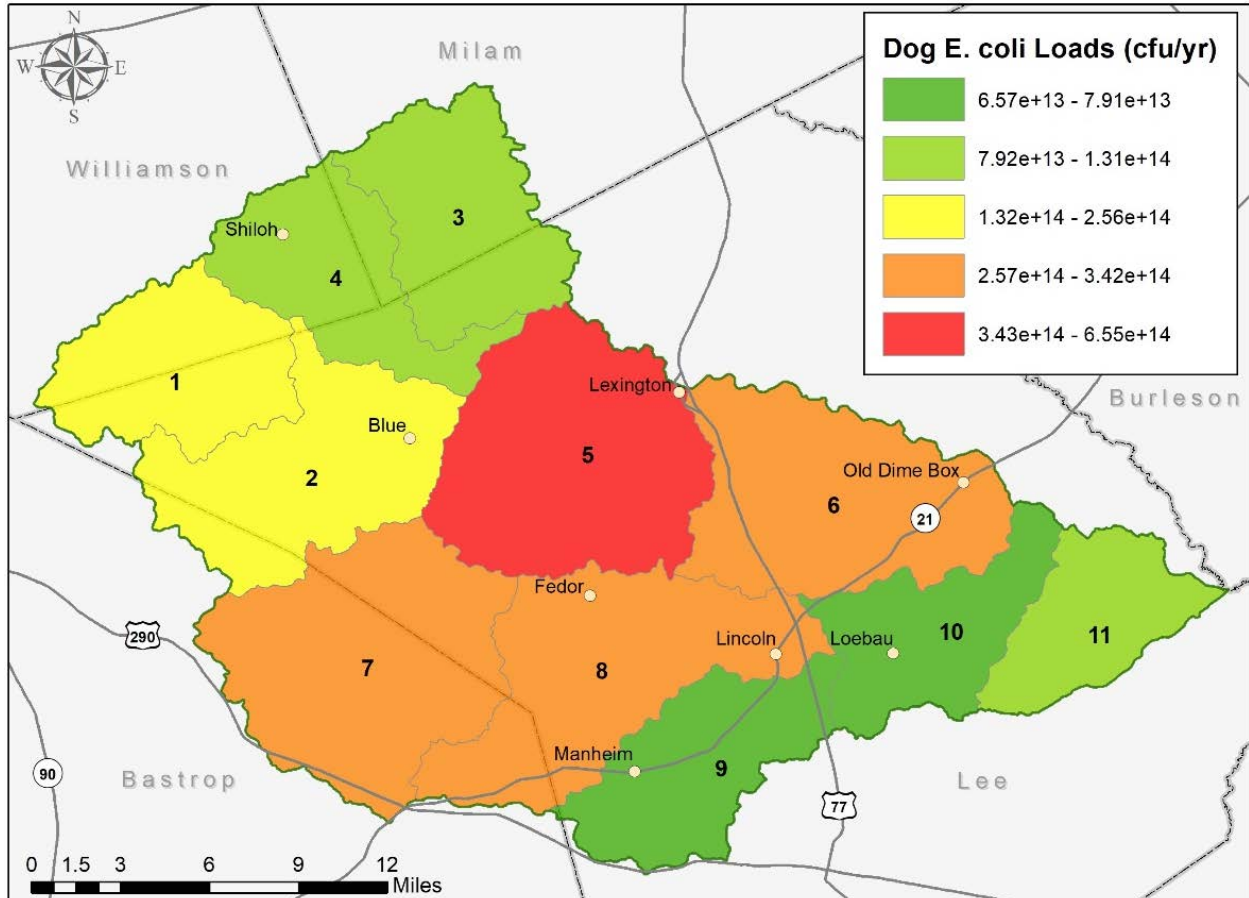 N
W
E
S
Milam
Williamson
Burleson
Bastrop
Lee
Dog E. coli Loads (cfu/yr)
6.57e+13 - 7.91e+13
7.92e+13 - 1.31e+14
1.32e+14 - 2.56e+14
2.57e+14 - 3.42e+14
3.43e+14 - 6.55e+14
3
Shiloh
4
1
Lexington
Blue
5
2
Old Dime Box
6
21
Fedor
290
Lincoln
Loebau
10
11
7
8
Manheim
9
90
77
0 1.5 3 6 9 12
Miles